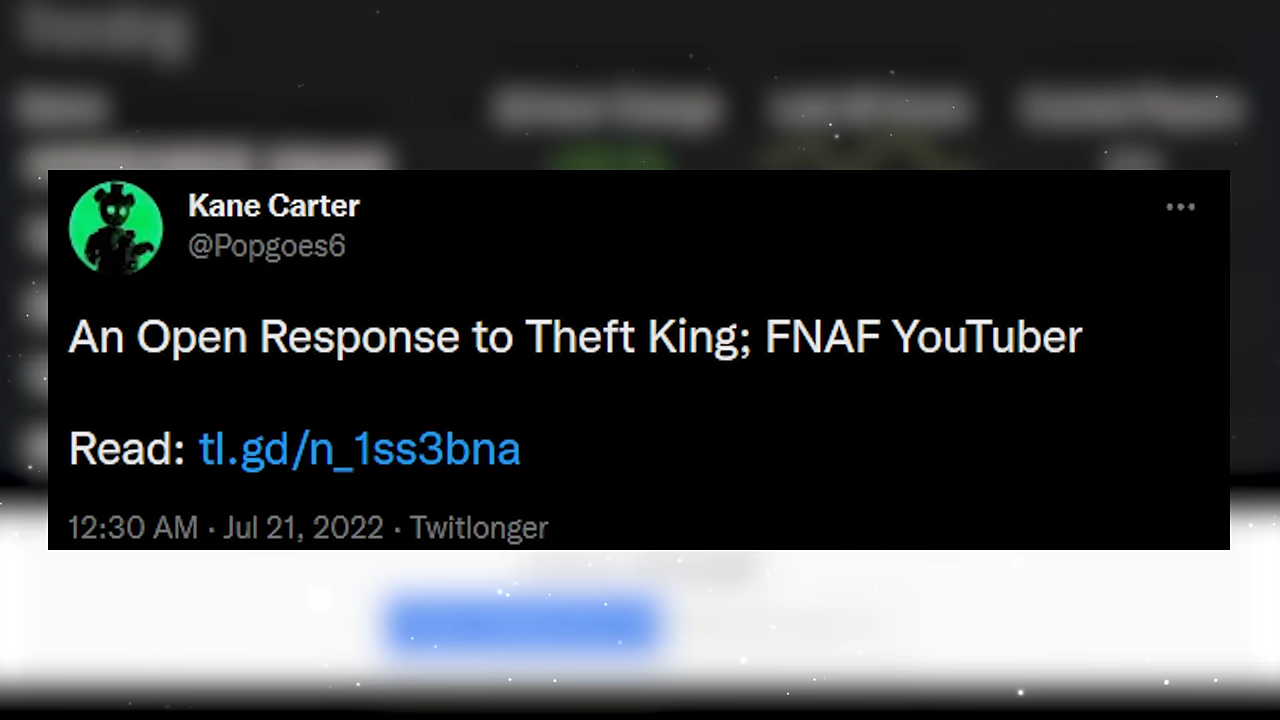 Kane Carter
@Popgoes6
An Open Response to Theft King; FNAF YouTuber
Read: tl.gd/n_1ss3bna
12:30 AM · Jul 21, 2022 · Twitlonger